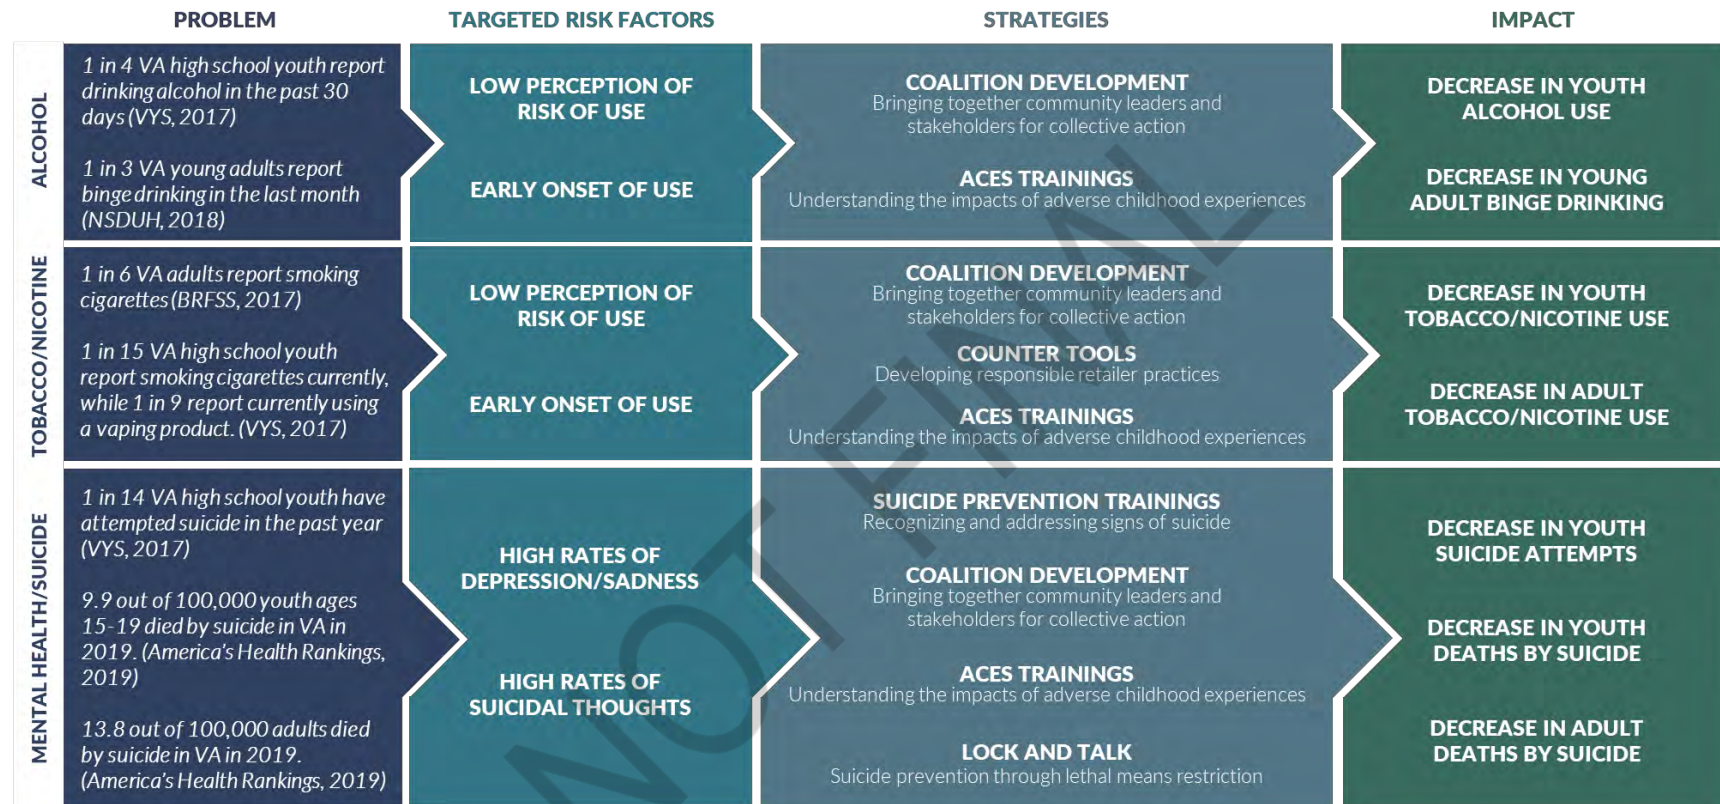 PROBLEM
TARGETED RISK FACTORS
STRATEGIES
IMPACT
ALCOHOL
1 in 4 VA high school youth report
drinking alcohol in the past 30
days (VYS, 2017)
1 in 3 VA young adults report
binge drinking in the last month
(NSDUH, 2018)
LOW PERCEPTION OF
RISK OF USE
EARLY ONSET OF USE
COALITION DEVELOPMENT
Bringing together community leaders and
stakeholders for collective action
ACES TRAININGS
Understanding the impacts of adverse childhood experiences
DECREASE IN YOUTH
ALCOHOL USE
DECREASE IN YOUNG
ADULT BINGE DRINKING
TOBACCO/NICOTINE
1 in 6 VA adults report smoking
cigarettes (BRFSS, 2017)
1 in 15 VA high school youth
report smoking cigarettes currently,
while 1 in 9 report currently using
a vaping product. (VYS, 2017)
LOW PERCEPTION OF
RISK OF USE
EARLY ONSET OF USE
COALITION DEVELOPMENT
Bringing together community leaders and
stakeholders for collective action
COUNTER TOOLS
Developing responsible retailer practices
ACES TRAININGS
Understanding the impacts of adverse childhood experiences
DECREASE IN YOUTH
TOBACCO/NICOTINE USE
DECREASE IN ADULT
TOBACCO/NICOTINE USE
MENTAL HEALTH/SUICIDE
1 in 14 VA high school youth have
attempted suicide in the past year
(VYS, 2017)
9.9 out of 100,000 youth ages
15-19 died by suicide in VA in
2019. (America's Health Rankings,
2019)
13.8 out of 100,000 adults died
by suicide in VA in 2019.
(America's Health Rankings, 2019)
HIGH RATES OF
DEPRESSION/SADNESS
HIGH RATES OF
SUICIDAL THOUGHTS
SUICIDE PREVENTION TRAININGS
Recognizing and addressing signs of suicide
COALITION DEVELOPMENT
Bringing together community leaders and
stakeholders for collective action
ACES TRAININGS
Understanding the impacts of adverse childhood experiences
LOCK AND TALK
Suicide prevention through lethal means restriction
DECREASE IN YOUTH
SUICIDE ATTEMPTS
DECREASE IN YOUTH
DEATHS BY SUICIDE
DECREASE IN ADULT
DEATHS BY SUICIDE
NOT FINAL